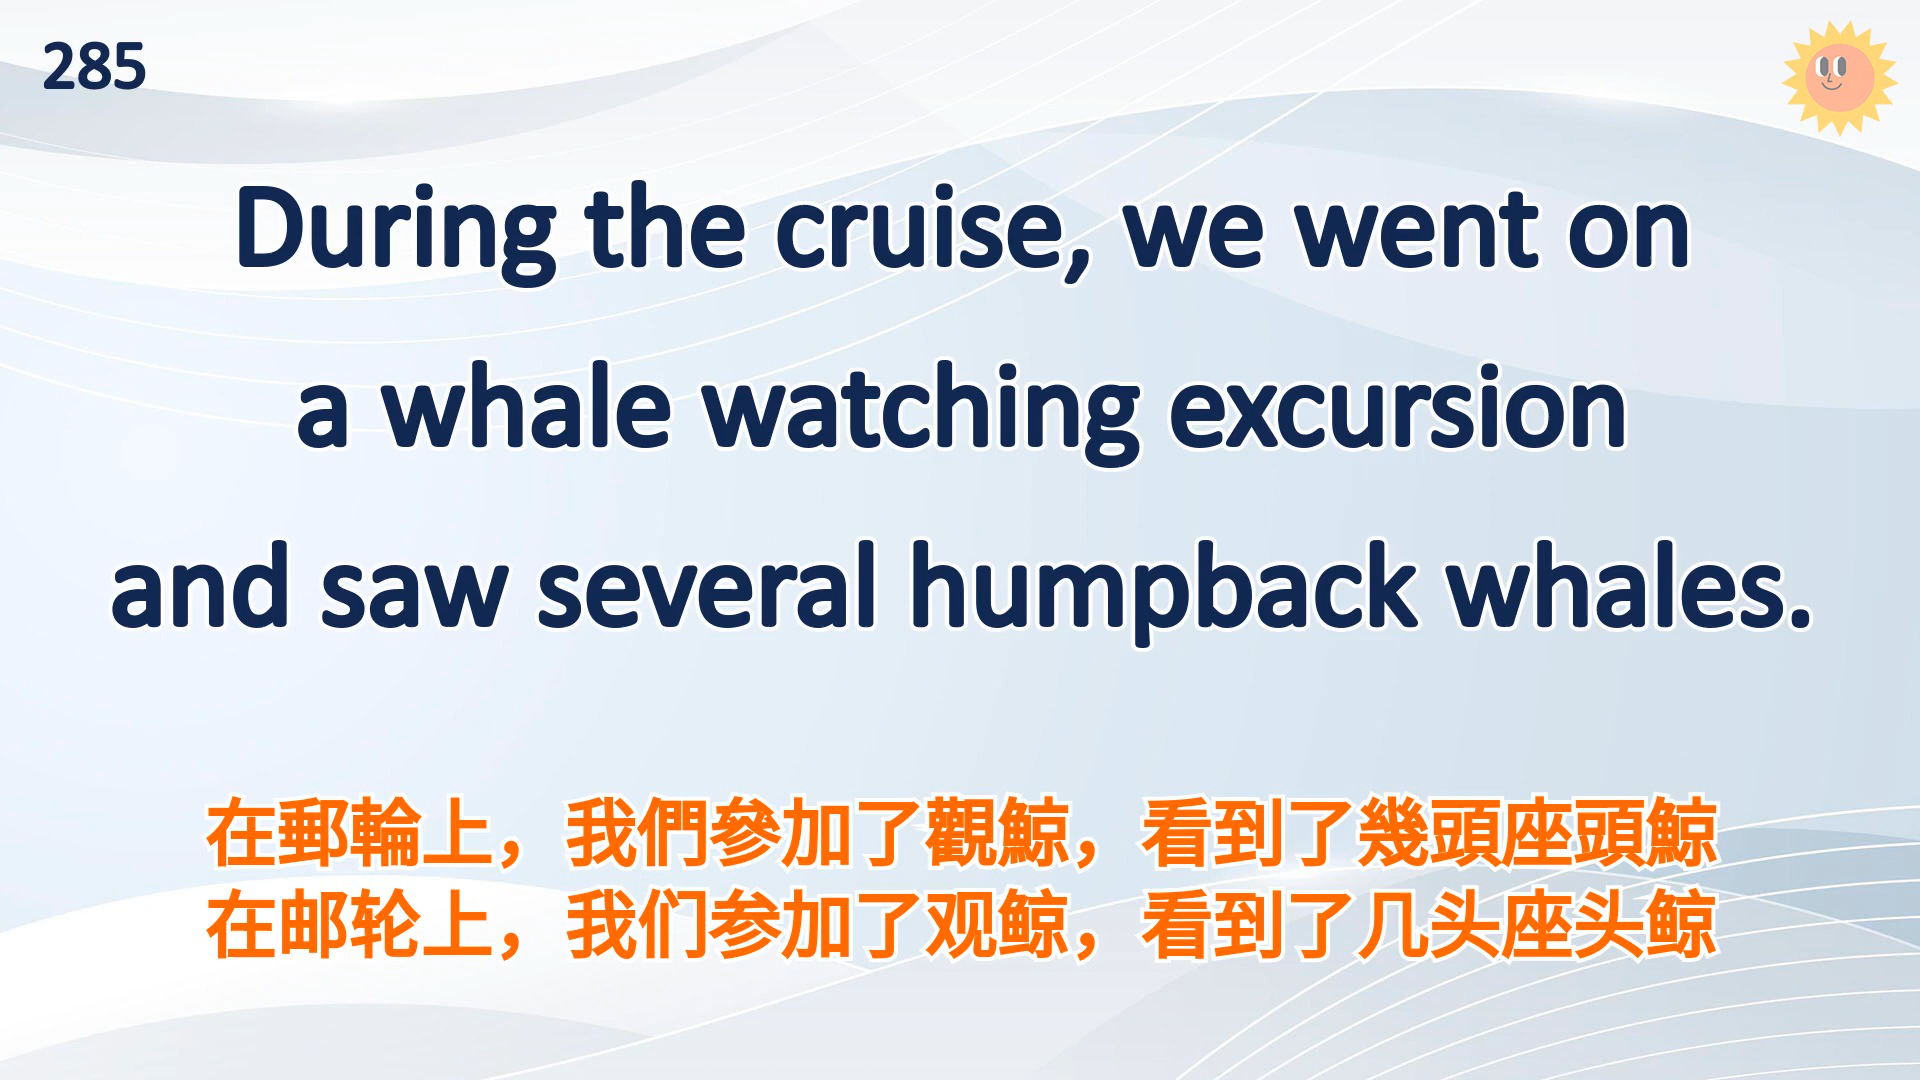 285
During the cruise, we went on
a whale watching excursion
and saw several humpback whales.
在郵輪上，我們參加了觀鯨，看到了幾頭座頭鯨
在邮轮上，我们参加了观鲸，看到了几头座头鲸